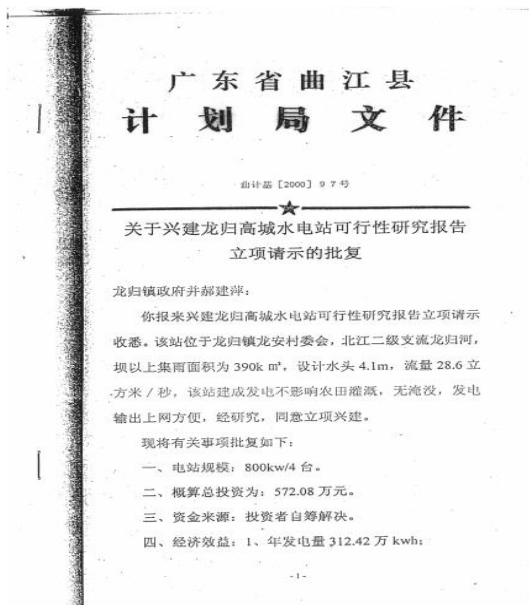 广东省曲江县
计划局文件
曲计基［2000］97号
关于兴建龙归高城水电站可行性研究报告
立项请示的批复
龙归镇政府并郝建萍：
你报来兴建龙归高城水电站可行性研究报告立项请示
收悉。该站位于龙归镇龙安村委会，北江二级支流龙归河，
坝以上集雨面积为390k㎡，设计水头4.1m，流量28.6立
方米／秒，该站建成发电不影响农田灌溉，无淹没，发电
输出上网方便，经研究，同意立项兴建。
现将有关事项批复如下：
一、电站规模：800kw/4台。
二、概算总投资为：572.08万元。
三、资金来源：投资者自筹解决。
四、经济效益：1、年发电量312.42万kwh；
-1-